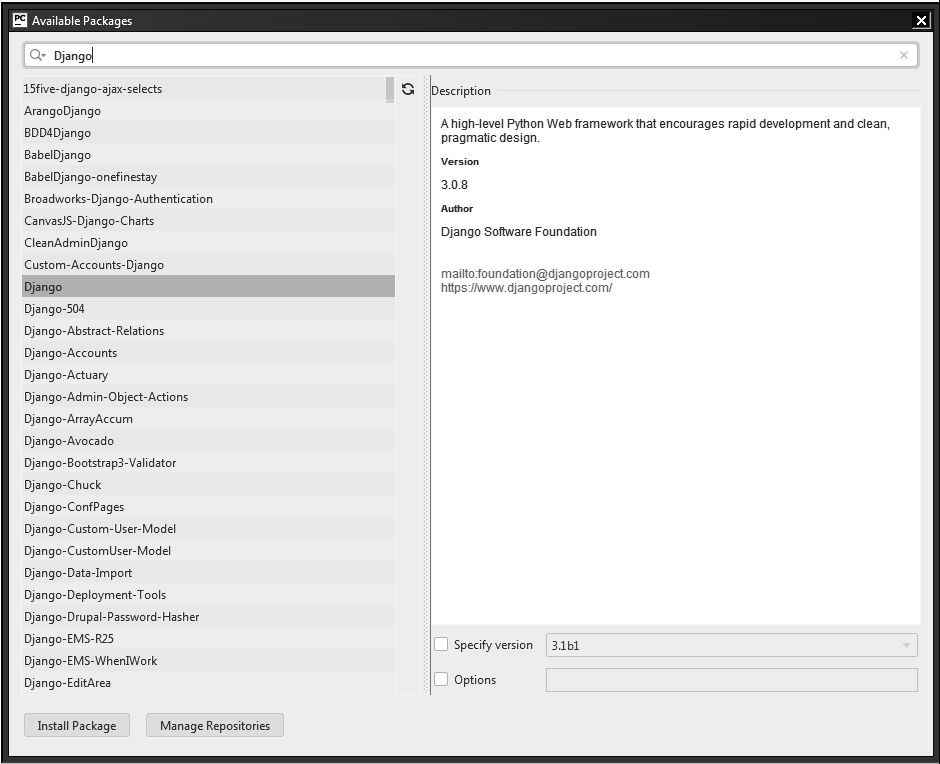 PC Available Packages
Django
15five-django-ajax-selects
ArangoDjango
BDD4Django
BabelDjango
BabelDjango-onefinestay
Broadworks-Django-Authentication
CanvasJS-Django-Charts
CleanAdminDjango
Custom-Accounts-Django
Django
Django-504
Django-Abstract-Relations
Django-Accounts
Django-Actuary
Django-Admin-Object-Actions
Django-ArrayAccum
Django-Avocado
Django-Bootstrap3-Validator
Django-Chuck
Django-ConfPages
Django-Custom-User-Model
Django-CustomUser-Model
Django-Data-Import
Django-Deployment-Tools
Django-Drupal-Password-Hasher
Django-EMS-R25
Django-EMS-WhenIWork
Django-EditArea
Description
A high-level Python Web framework that encourages rapid development and clean,
pragmatic design.
Version
3.0.8
Author
Django Software Foundation
mailto:foundation@djangoproject.com
https://www.djangoproject.com/
Specify version 3.1b1
Options
Install Package Manage Repositories